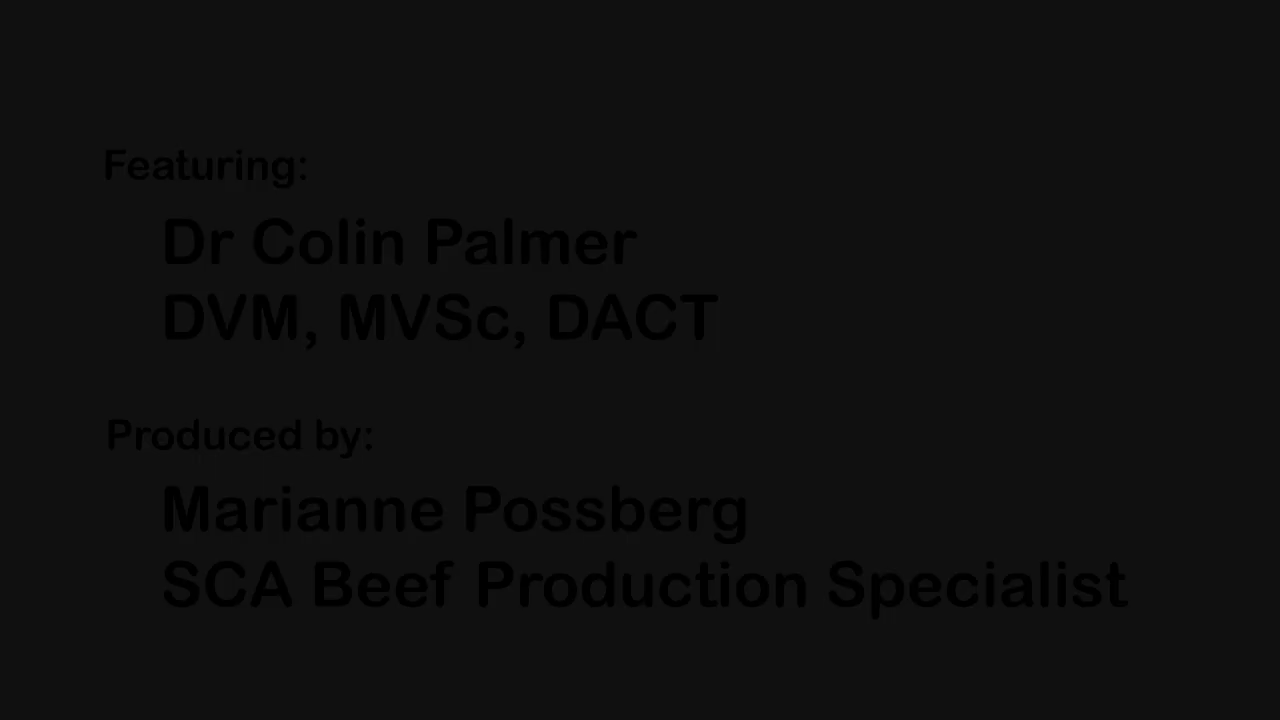 Featuring:
Dr Colin Palmer
DVM, MVSc, DACT
Produced by:
Marianne Possberg
SCA Beef Production Specialist